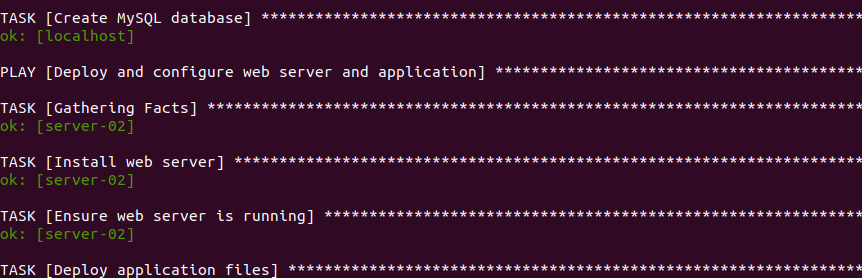 TASK [Create MySQL database] *******************************************************************
ok: [localhost]
PLAY [Deploy and configure web server and application] *****************************************
TASK [Gathering Facts] *************************************************************************
ok: [server-02]
TASK [Install web server] **********************************************************************
ok: [server-02]
TASK [Ensure web server is running] ************************************************************
ok: [server-02]
TASK [Deploy application files] ****************************************************************